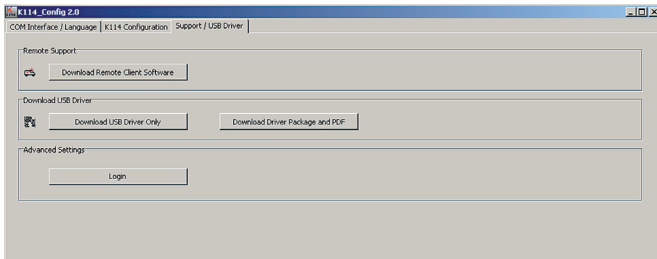 K114_Config 2.0
COM Interface / Language K114 Configuration Support / USB Driver
Remote Support
Download Remote Client Software
Download USB Driver
Download USB Driver Only Download Driver Package and PDF
Advanced Settings
Login